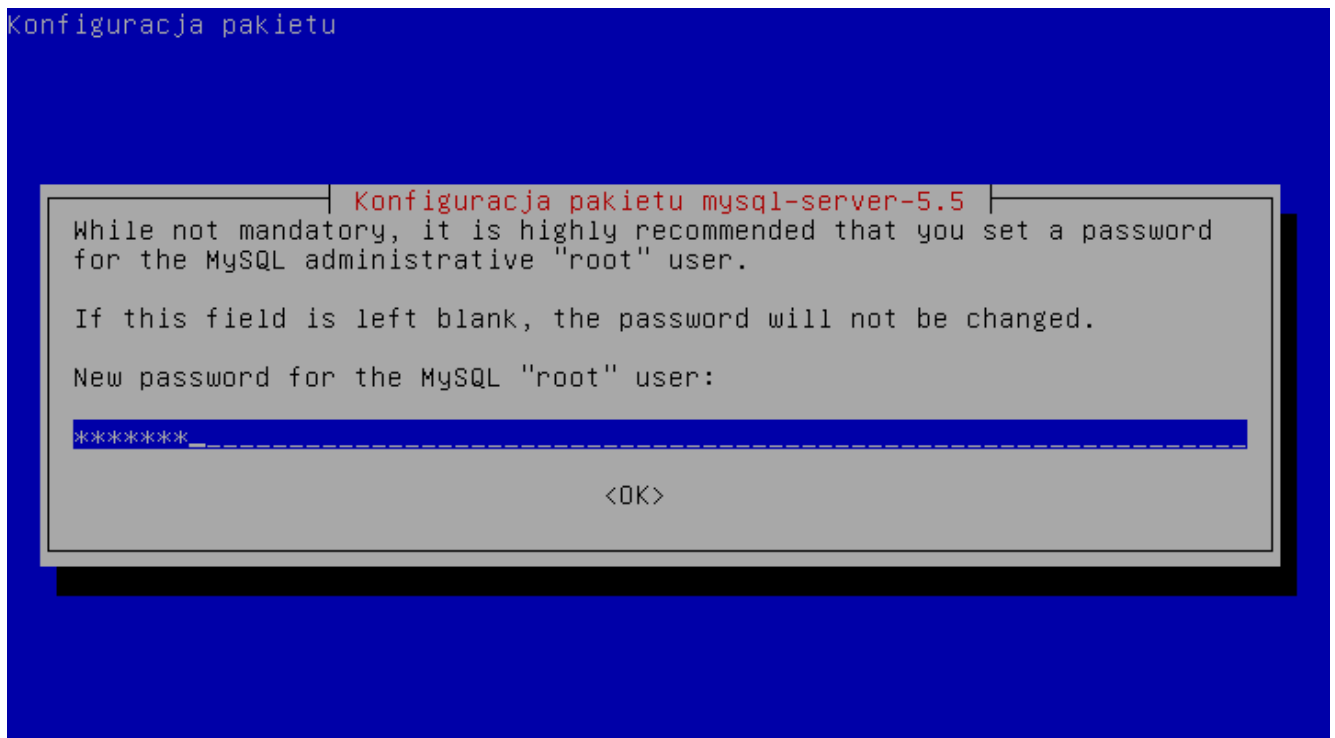 Konfiguracja pakietu
Konfiguracja pakietu mysql-server-5.5
While not mandatory, it is highly recommended that you set a password
for the MySQL administrative "root" user.
If this field is left blank, the password will not be changed.
New password for the MySQL "root" user:
*******_______________________________________________________________
<OK>